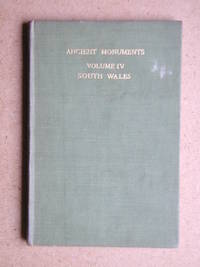 ANCIENT MONUMENTS
VOLUME IV
SOUTH WALES